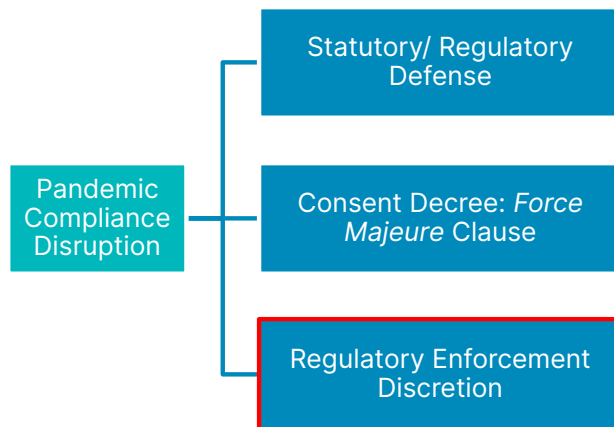 Statutory/ Regulatory
Defense
Pandemic
Compliance
Disruption
Consent Decree: Force
Majeure Clause
Regulatory Enforcement
Discretion